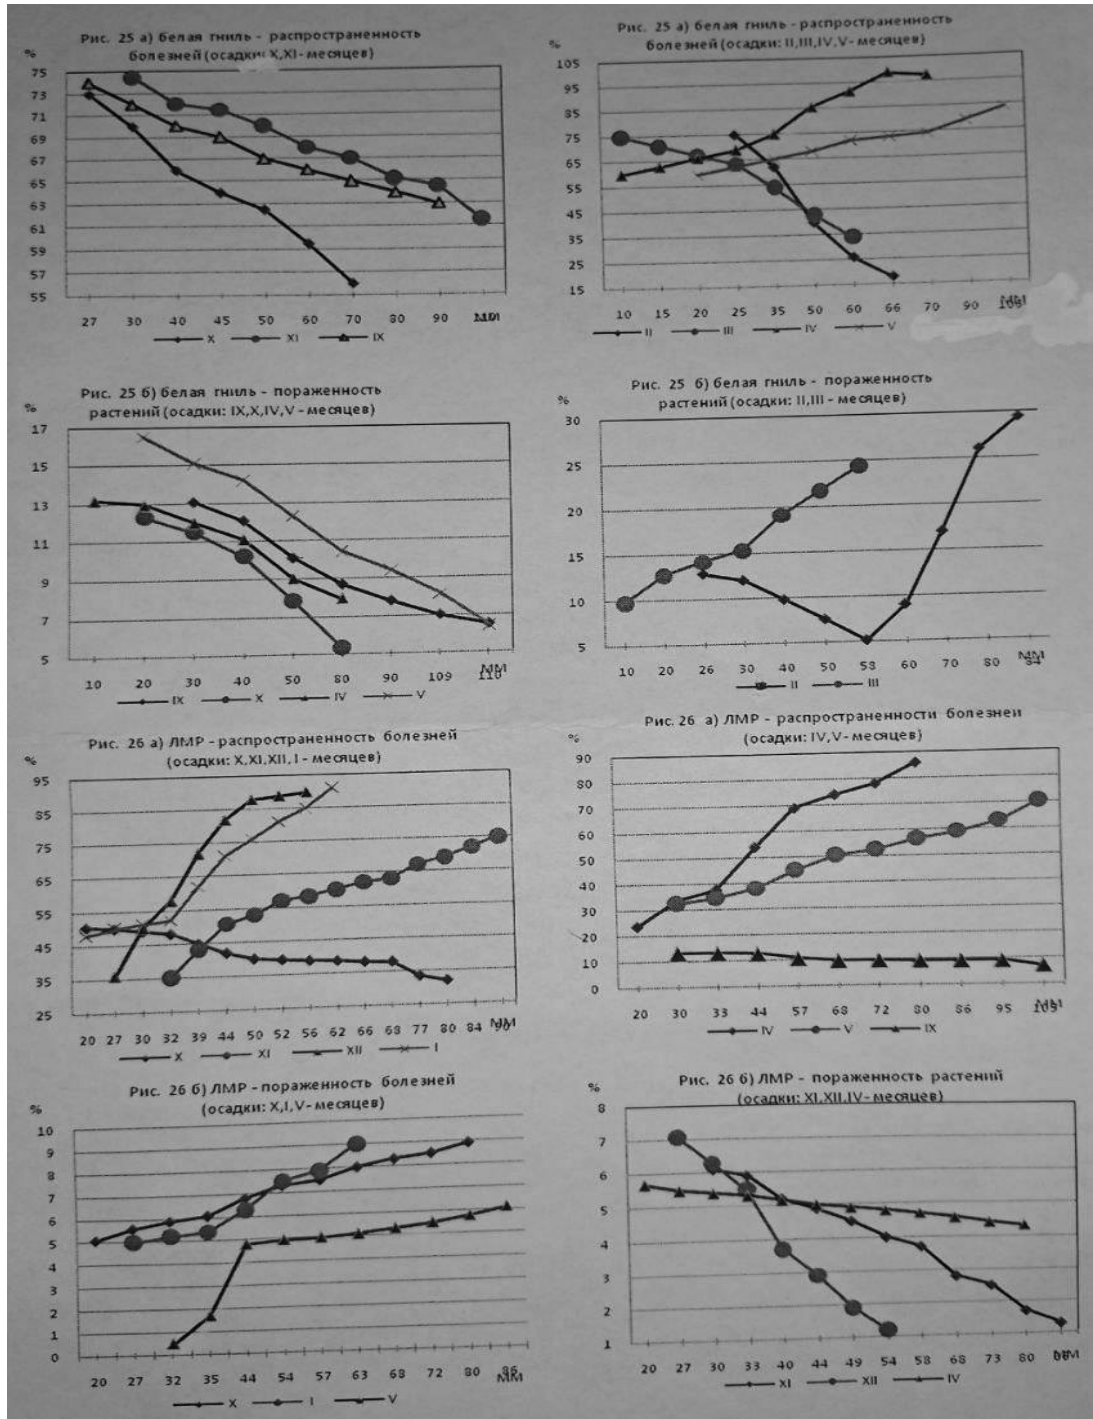 Рис. 25 а) белая гниль - распространенность
болезней (осадки: X,XI- месяцев)
%
75
73
71
69
67
65
63
61
59
57
55
27 30 40 45 50 60 70 80 90
X XI IX
Рис. 25 а) белая гниль - распространенность
болезней (осадки: II,III,IV,V- месяцев)
%
105
95
85
75
65
55
45
35
25
15
10 15 20 25 35 50 60 66 70 90
II III IV V
Рис. 25 б) белая гниль - пораженность
растений (осадки: IX,X,IV,V - месяцев)
%
17
15
13
11
9
7
5
10 20 30 40 50 80 90 109 110
ММ
IX X IV V
Рис. 25 б) белая гниль - пораженность
растений (осадки: II,III - месяцев)
%
30
25
20
15
10
5
10 20 26 30 40 50 58 60 70 80 84
ММ
II III
Рис. 26 а) ЛМР - распространенность болезней
(осадки: X,XI,XII, I - месяцев)
%
95
85
75
65
55
45
35
25
20 27 30 32 39 44 50 52 56 62 66 68 77 80 84 90
ММ
X XI XII I
Рис. 26 а) ЛМР - распространенности болезней
(осадки: IV,V- месяцев)
%
90
80
70
60
50
40
30
20
10
0
20 30 33 44 57 68 72 80 86 95 109
ММ
IV V IX
Рис. 26 б) ЛМР - пораженность болезней
(осадки: X,I,V- месяцев)
%
10
9
8
7
6
5
4
3
2
1
0
20 27 32 35 44 54 57 63 68 72 80 86
ММ
X I V
Рис. 26 б) ЛМР - пораженность растений
(осадки: XI,XII,IV- месяцев)
%
8
7
6
5
4
3
2
1
20 27 30 33 40 44 49 54 58 68 73 80
ММ
XI XII IV